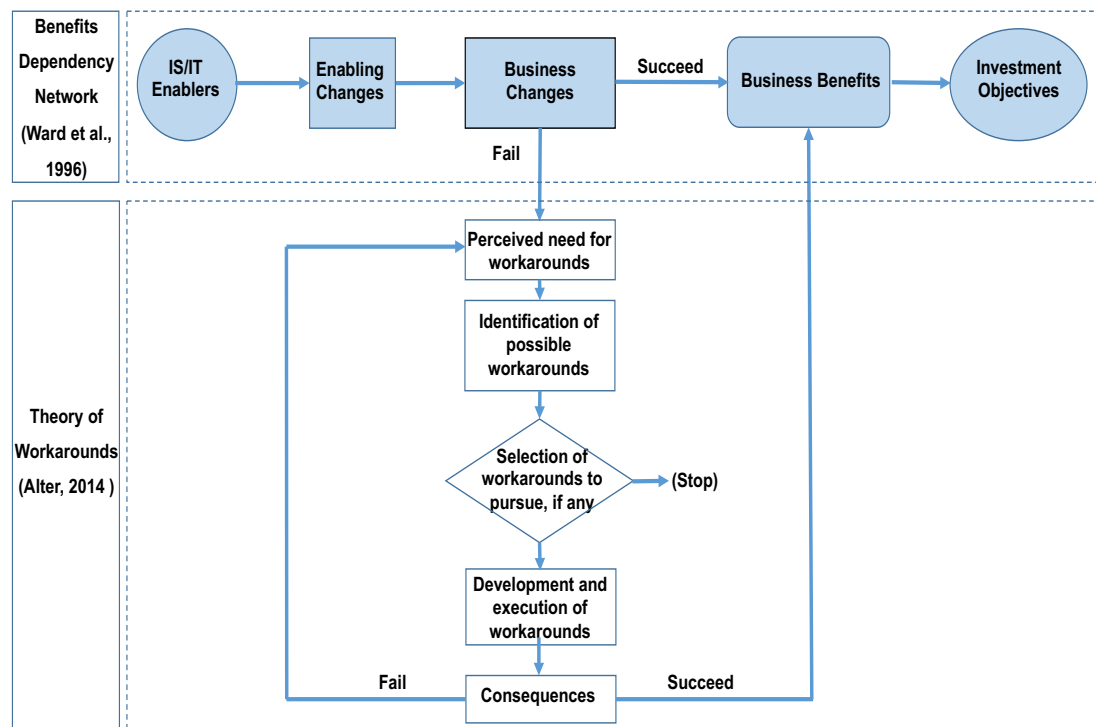 Benefits
Dependency
Network
(Ward et al.,
1996)
IS/IT
Enablers
Enabling
Changes
Business
Changes
Succeed
Business Benefits
Investment
Objectives
Fail
Theory of
Workarounds
(Alter, 2014 )
Perceived need for
workarounds
Identification of
possible
workarounds
Selection of
workarounds to
pursue, if any
(Stop)
Development and
execution of
workarounds
Fail
Consequences
Succeed